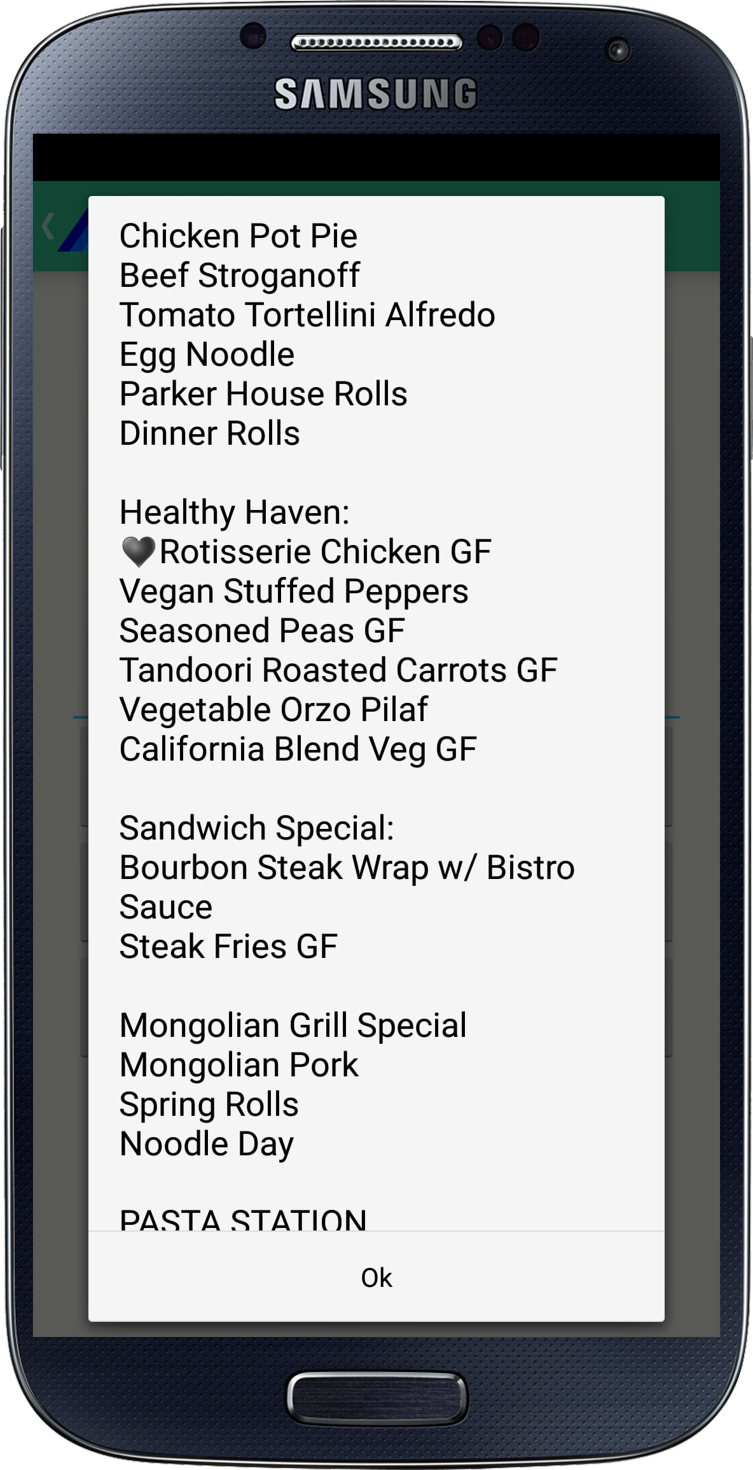 SAMSUNG
Chicken Pot Pie
Beef Stroganoff
Tomato Tortellini Alfredo
Egg Noodle
Parker House Rolls
Dinner Rolls
Healthy Haven:
🖤Rotisserie Chicken GF
Vegan Stuffed Peppers
Seasoned Peas GF
Tandoori Roasted Carrots GF
Vegetable Orzo Pilaf
California Blend Veg GF
Sandwich Special:
Bourbon Steak Wrap w/ Bistro
Sauce
Steak Fries GF
Mongolian Grill Special
Mongolian Pork
Spring Rolls
Noodle Day
PASTA STATION
Ok